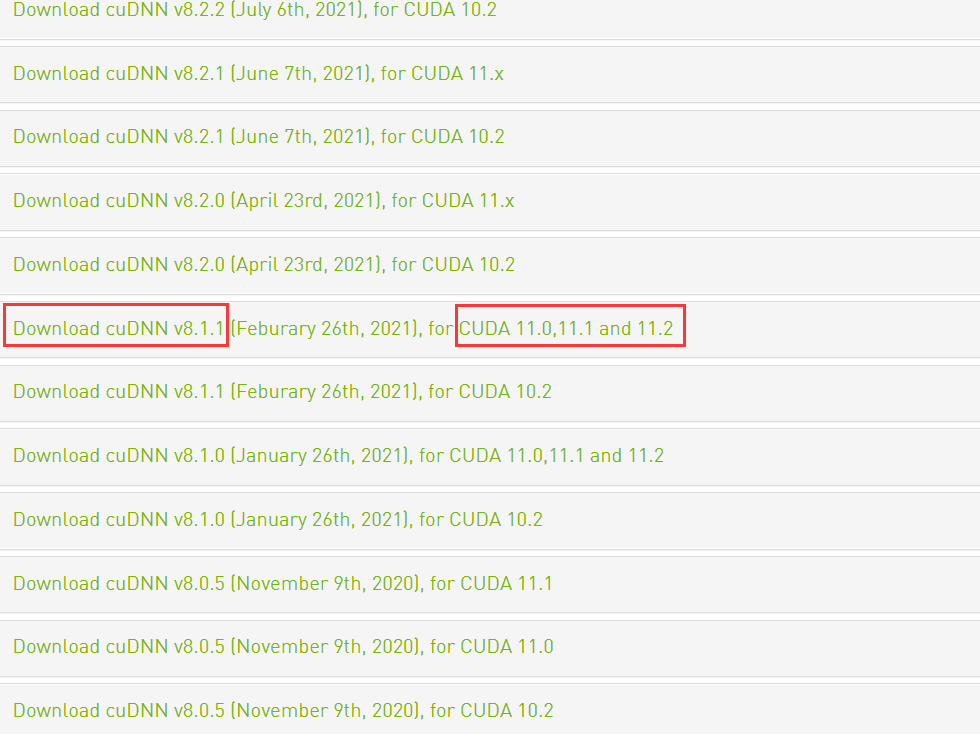 Download cuDNN v8.2.2 (July 6th, 2021), for CUDA 10.2
Download cuDNN v8.2.1 (June 7th, 2021), for CUDA 11.x
Download cuDNN v8.2.1 (June 7th, 2021), for CUDA 10.2
Download cuDNN v8.2.0 (April 23rd, 2021), for CUDA 11.x
Download cuDNN v8.2.0 (April 23rd, 2021), for CUDA 10.2
Download cuDNN v8.1.1 (Feburary 26th, 2021), for CUDA 11.0,11.1 and 11.2
Download cuDNN v8.1.1 (Feburary 26th, 2021), for CUDA 10.2
Download cuDNN v8.1.0 (January 26th, 2021), for CUDA 11.0,11.1 and 11.2
Download cuDNN v8.1.0 (January 26th, 2021), for CUDA 10.2
Download cuDNN v8.0.5 (November 9th, 2020), for CUDA 11.1
Download cuDNN v8.0.5 (November 9th, 2020), for CUDA 11.0
Download cuDNN v8.0.5 (November 9th, 2020), for CUDA 10.2